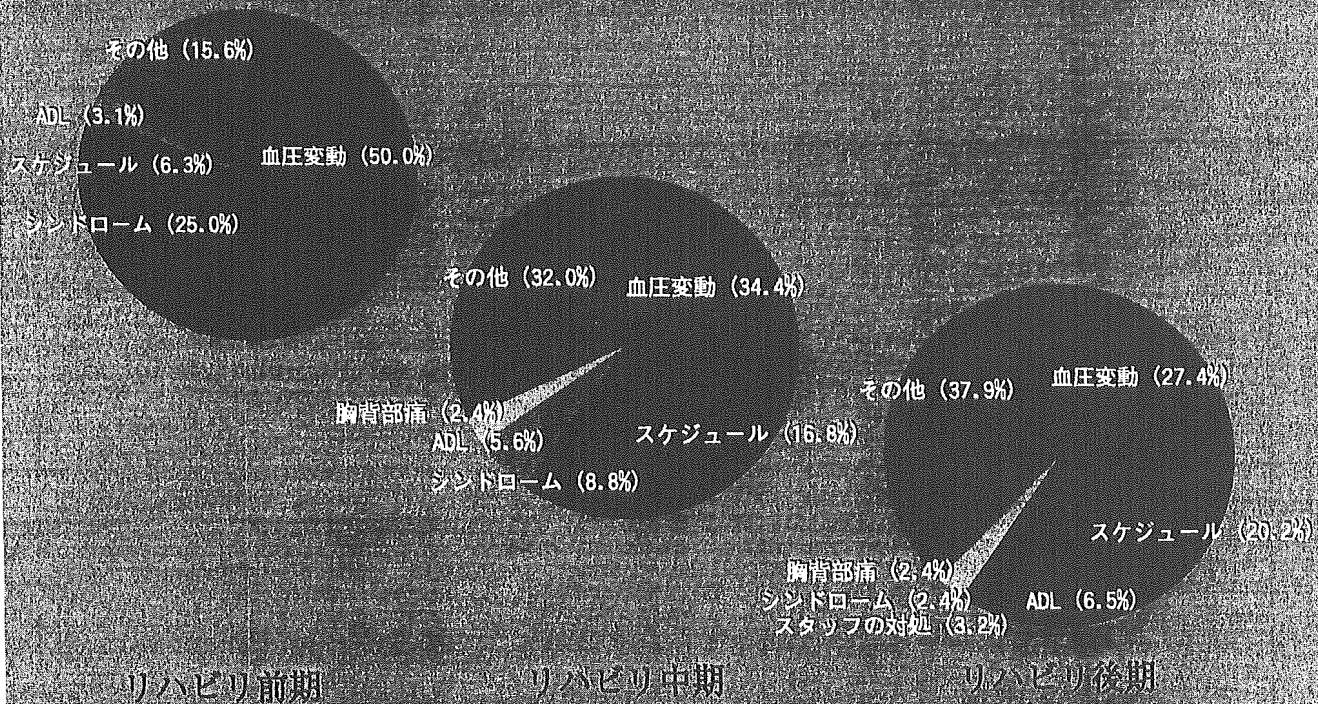 その他 (15.6%)
ADL (3.1%)
スケジュール (6.3%)
血圧変動 (50.0%)
シンドローム (25.0%)
リハビリ前期
その他 (32.0%)
血圧変動 (34.4%)
胸背部痛 (2.4%)
ADL (5.6%)
スケジュール (16.8%)
シンドローム (8.8%)
リハビリ中期
その他 (37.9%)
血圧変動 (27.4%)
スケジュール (20.2%)
胸背部痛 (2.4%)
シンドローム (2.4%)
ADL (6.5%)
スタッフの対処 (3.2%)
リハビリ後期